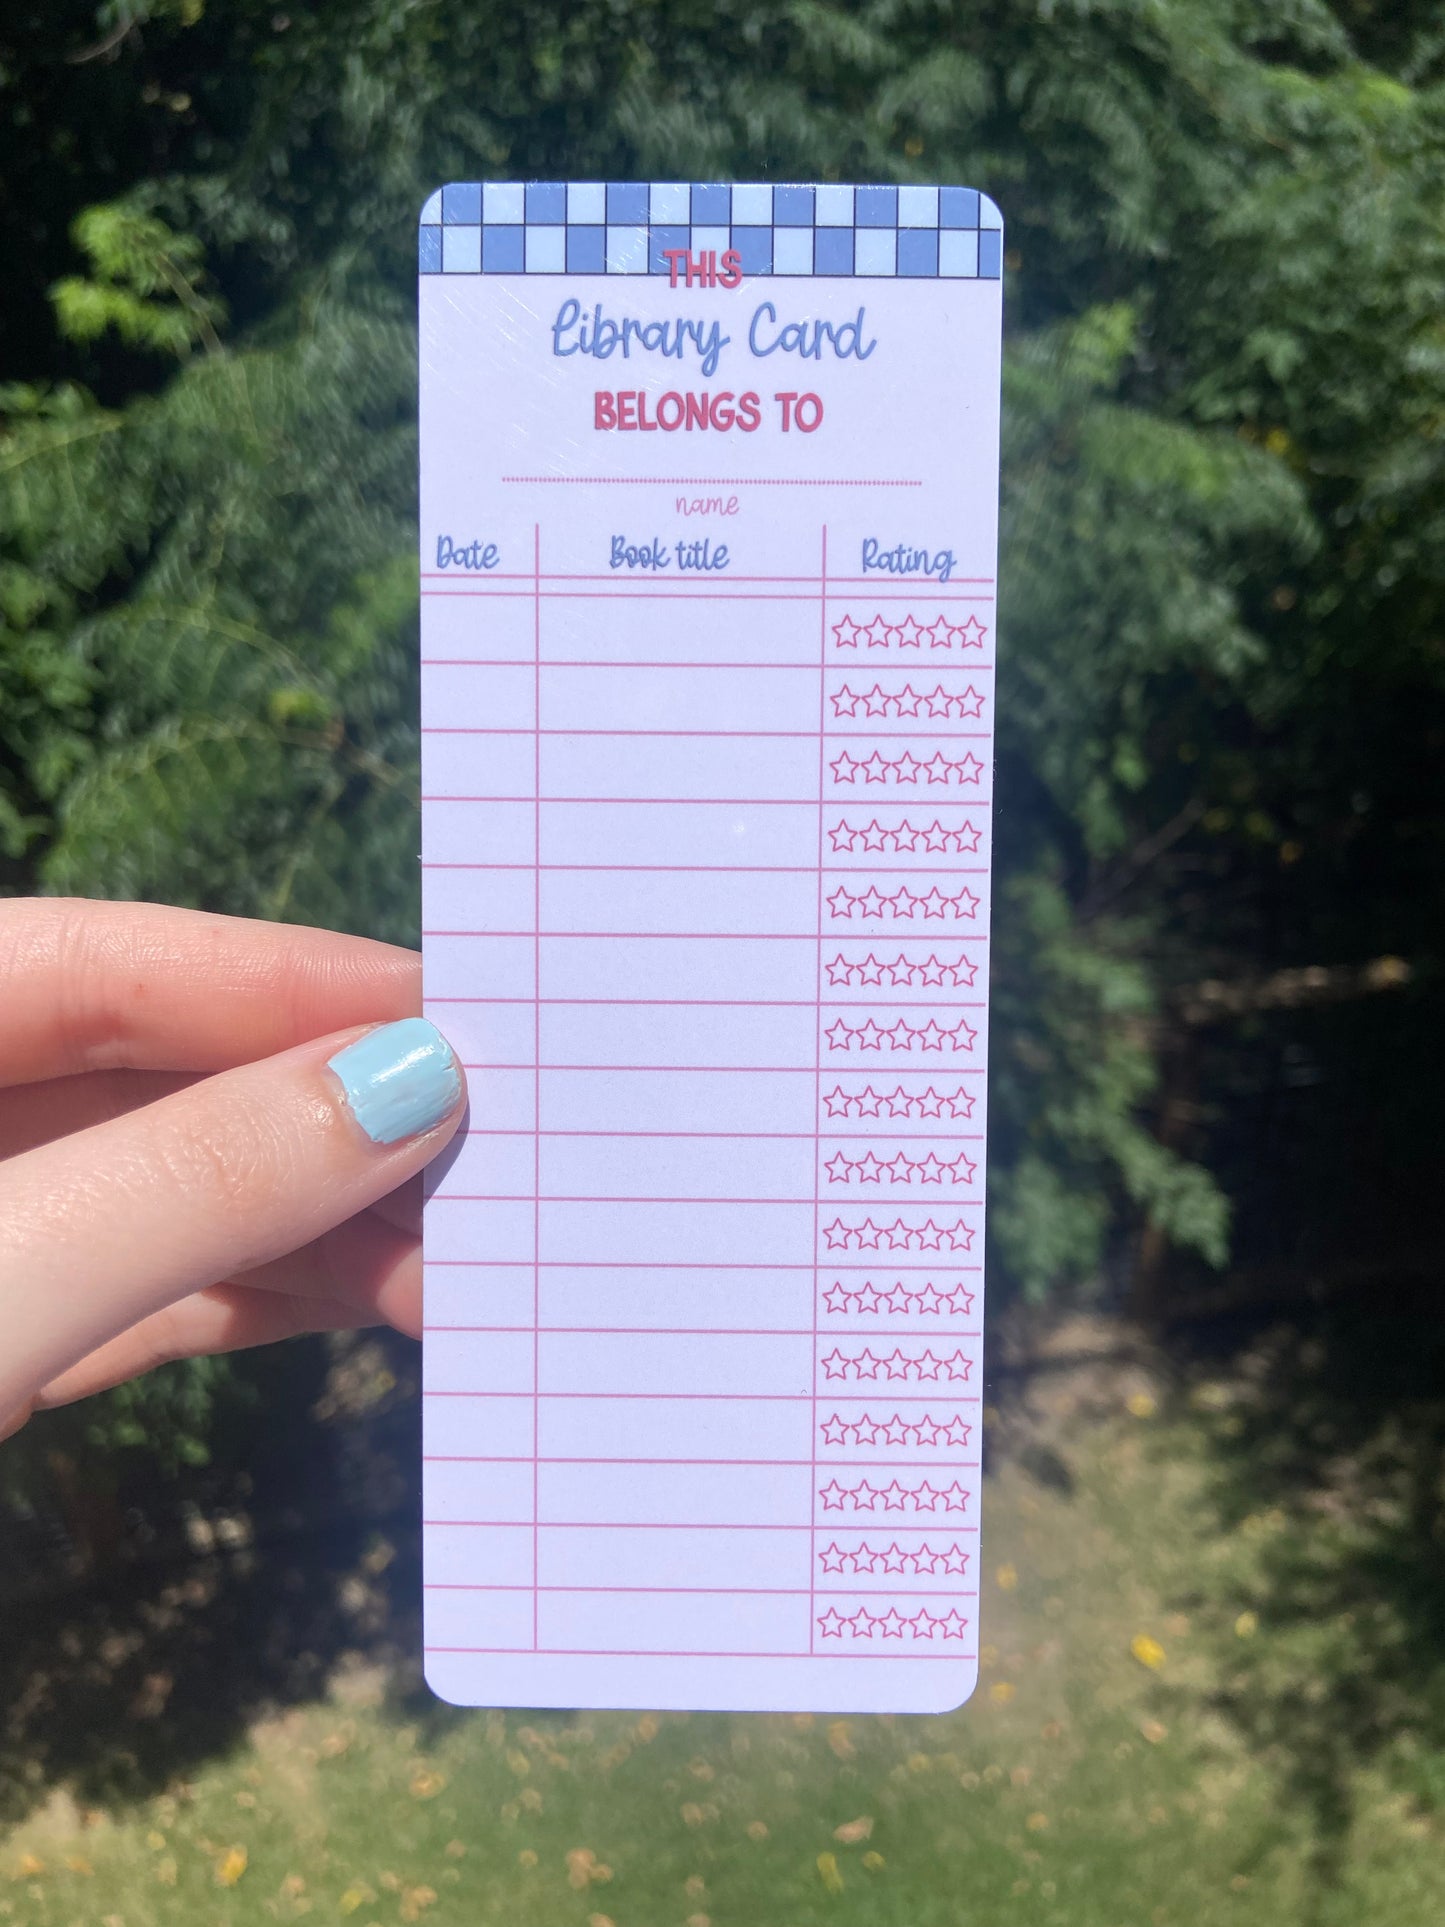 THIS
Library Card
BELONGS TO
name
Date Book title Rating